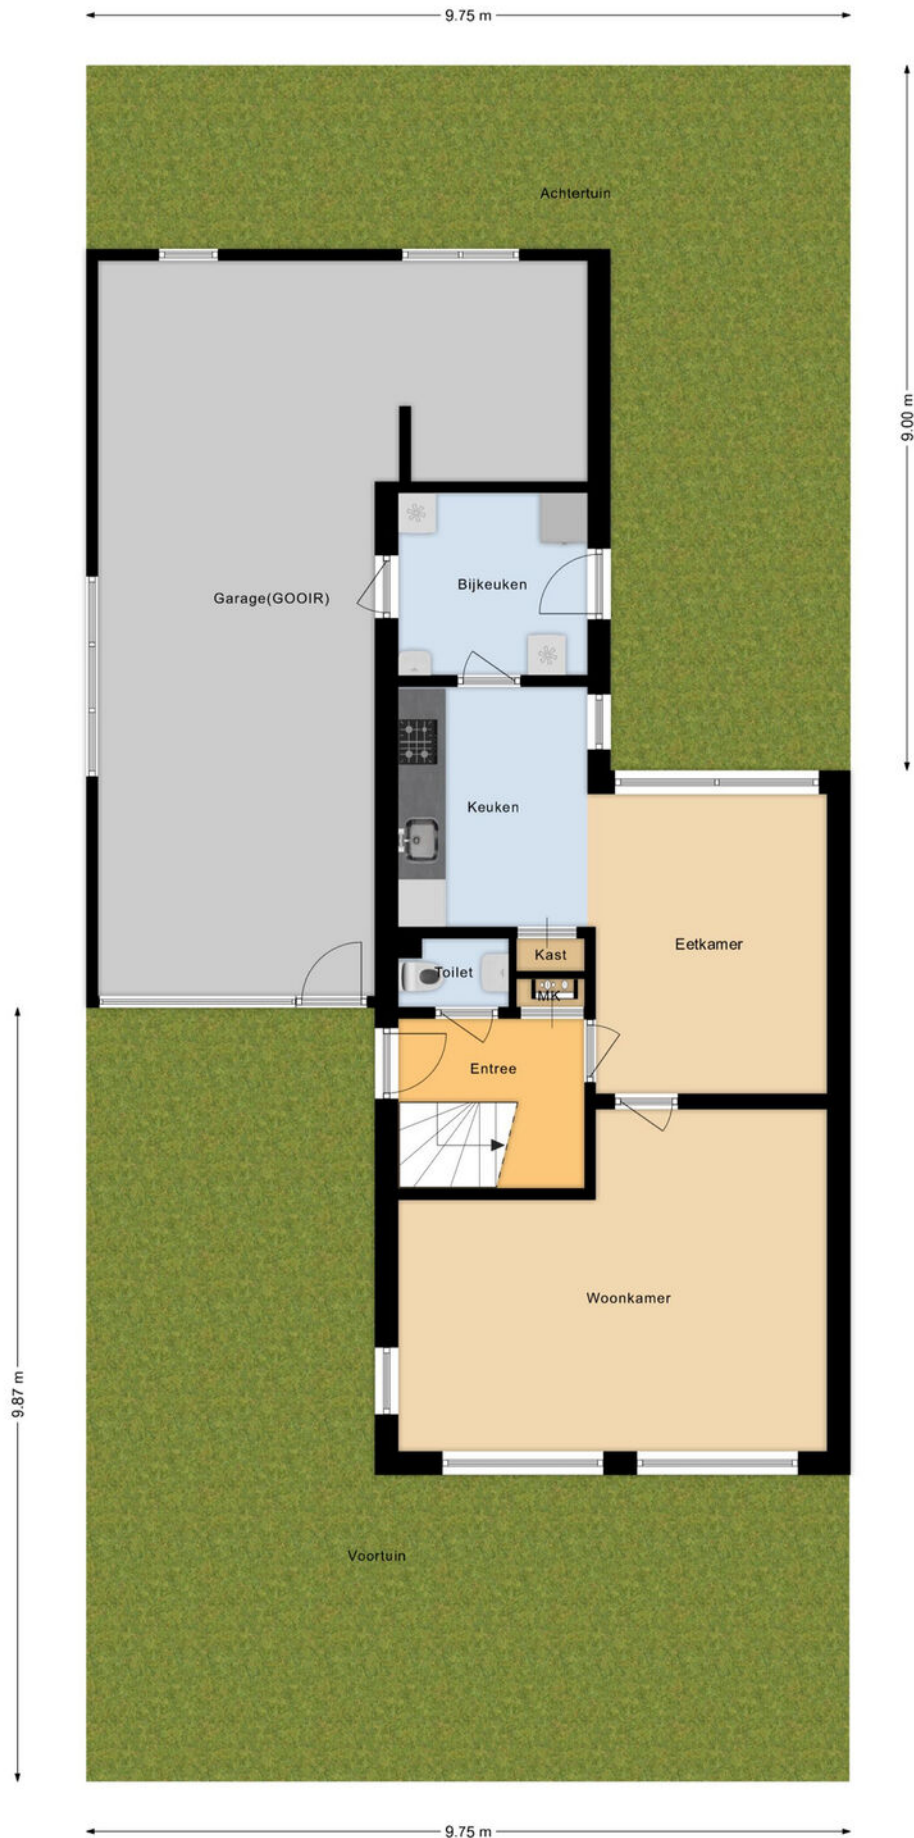 9.75 m
Achtertuin
9.00 m
Bijkeuken
Garage(GOOIR)
Keuken
Eetkamer
Kast
Toilet
MK
Entree
Woonkamer
9.87 m
Voortuin
9.75 m